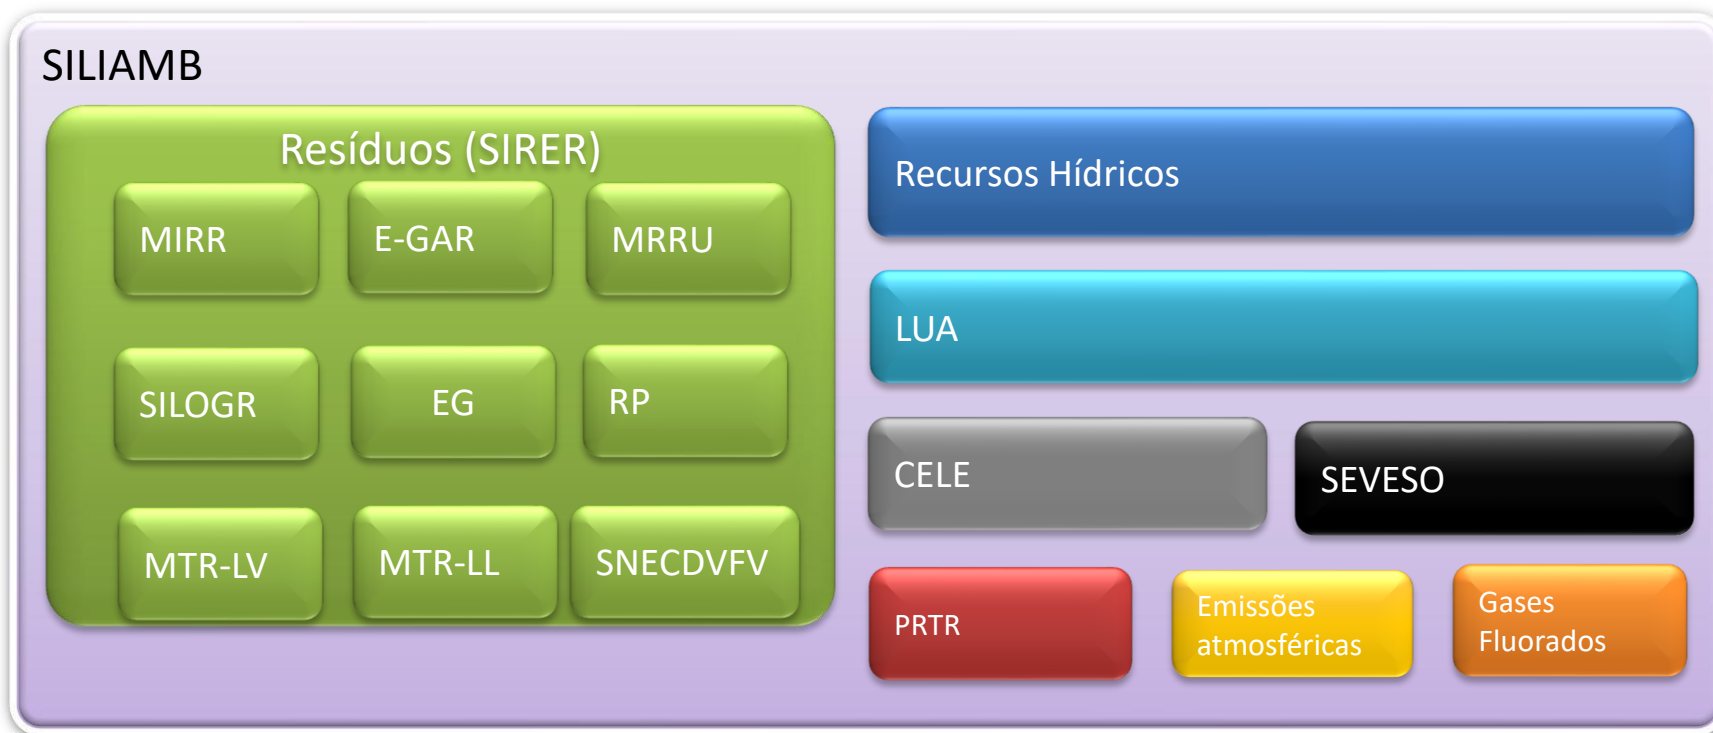 SILIAMB
Resíduos (SIRER)
MIRR
E-GAR
MRRU
SILOGR
EG
RP
MTR-LV
MTR-LL
SNECDVFV
Recursos Hídricos
LUA
CELE
SEVESO
PRTR
Emissões
atmosféricas
Gases
Fluorados